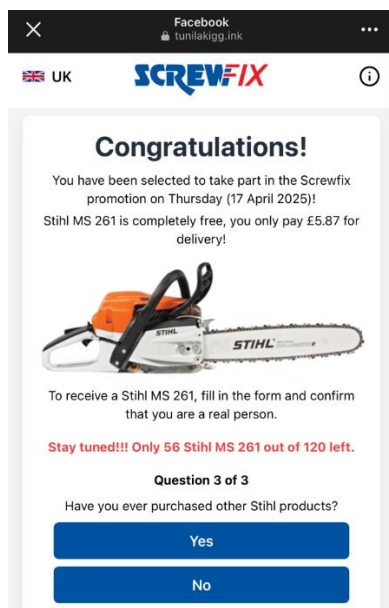 Facebook
tunilakigg.ink
UK
SCREWFIX
Congratulations!
You have been selected to take part in the Screwfix
promotion on Thursday (17 April 2025)!
Stihl MS 261 is completely free, you only pay £5.87 for
delivery!
STIHL
STIHL
To receive a Stihl MS 261, fill in the form and confirm
that you are a real person.
Stay tuned!!! Only 56 Stihl MS 261 out of 120 left.
Question 3 of 3
Have you ever purchased other Stihl products?
Yes
No